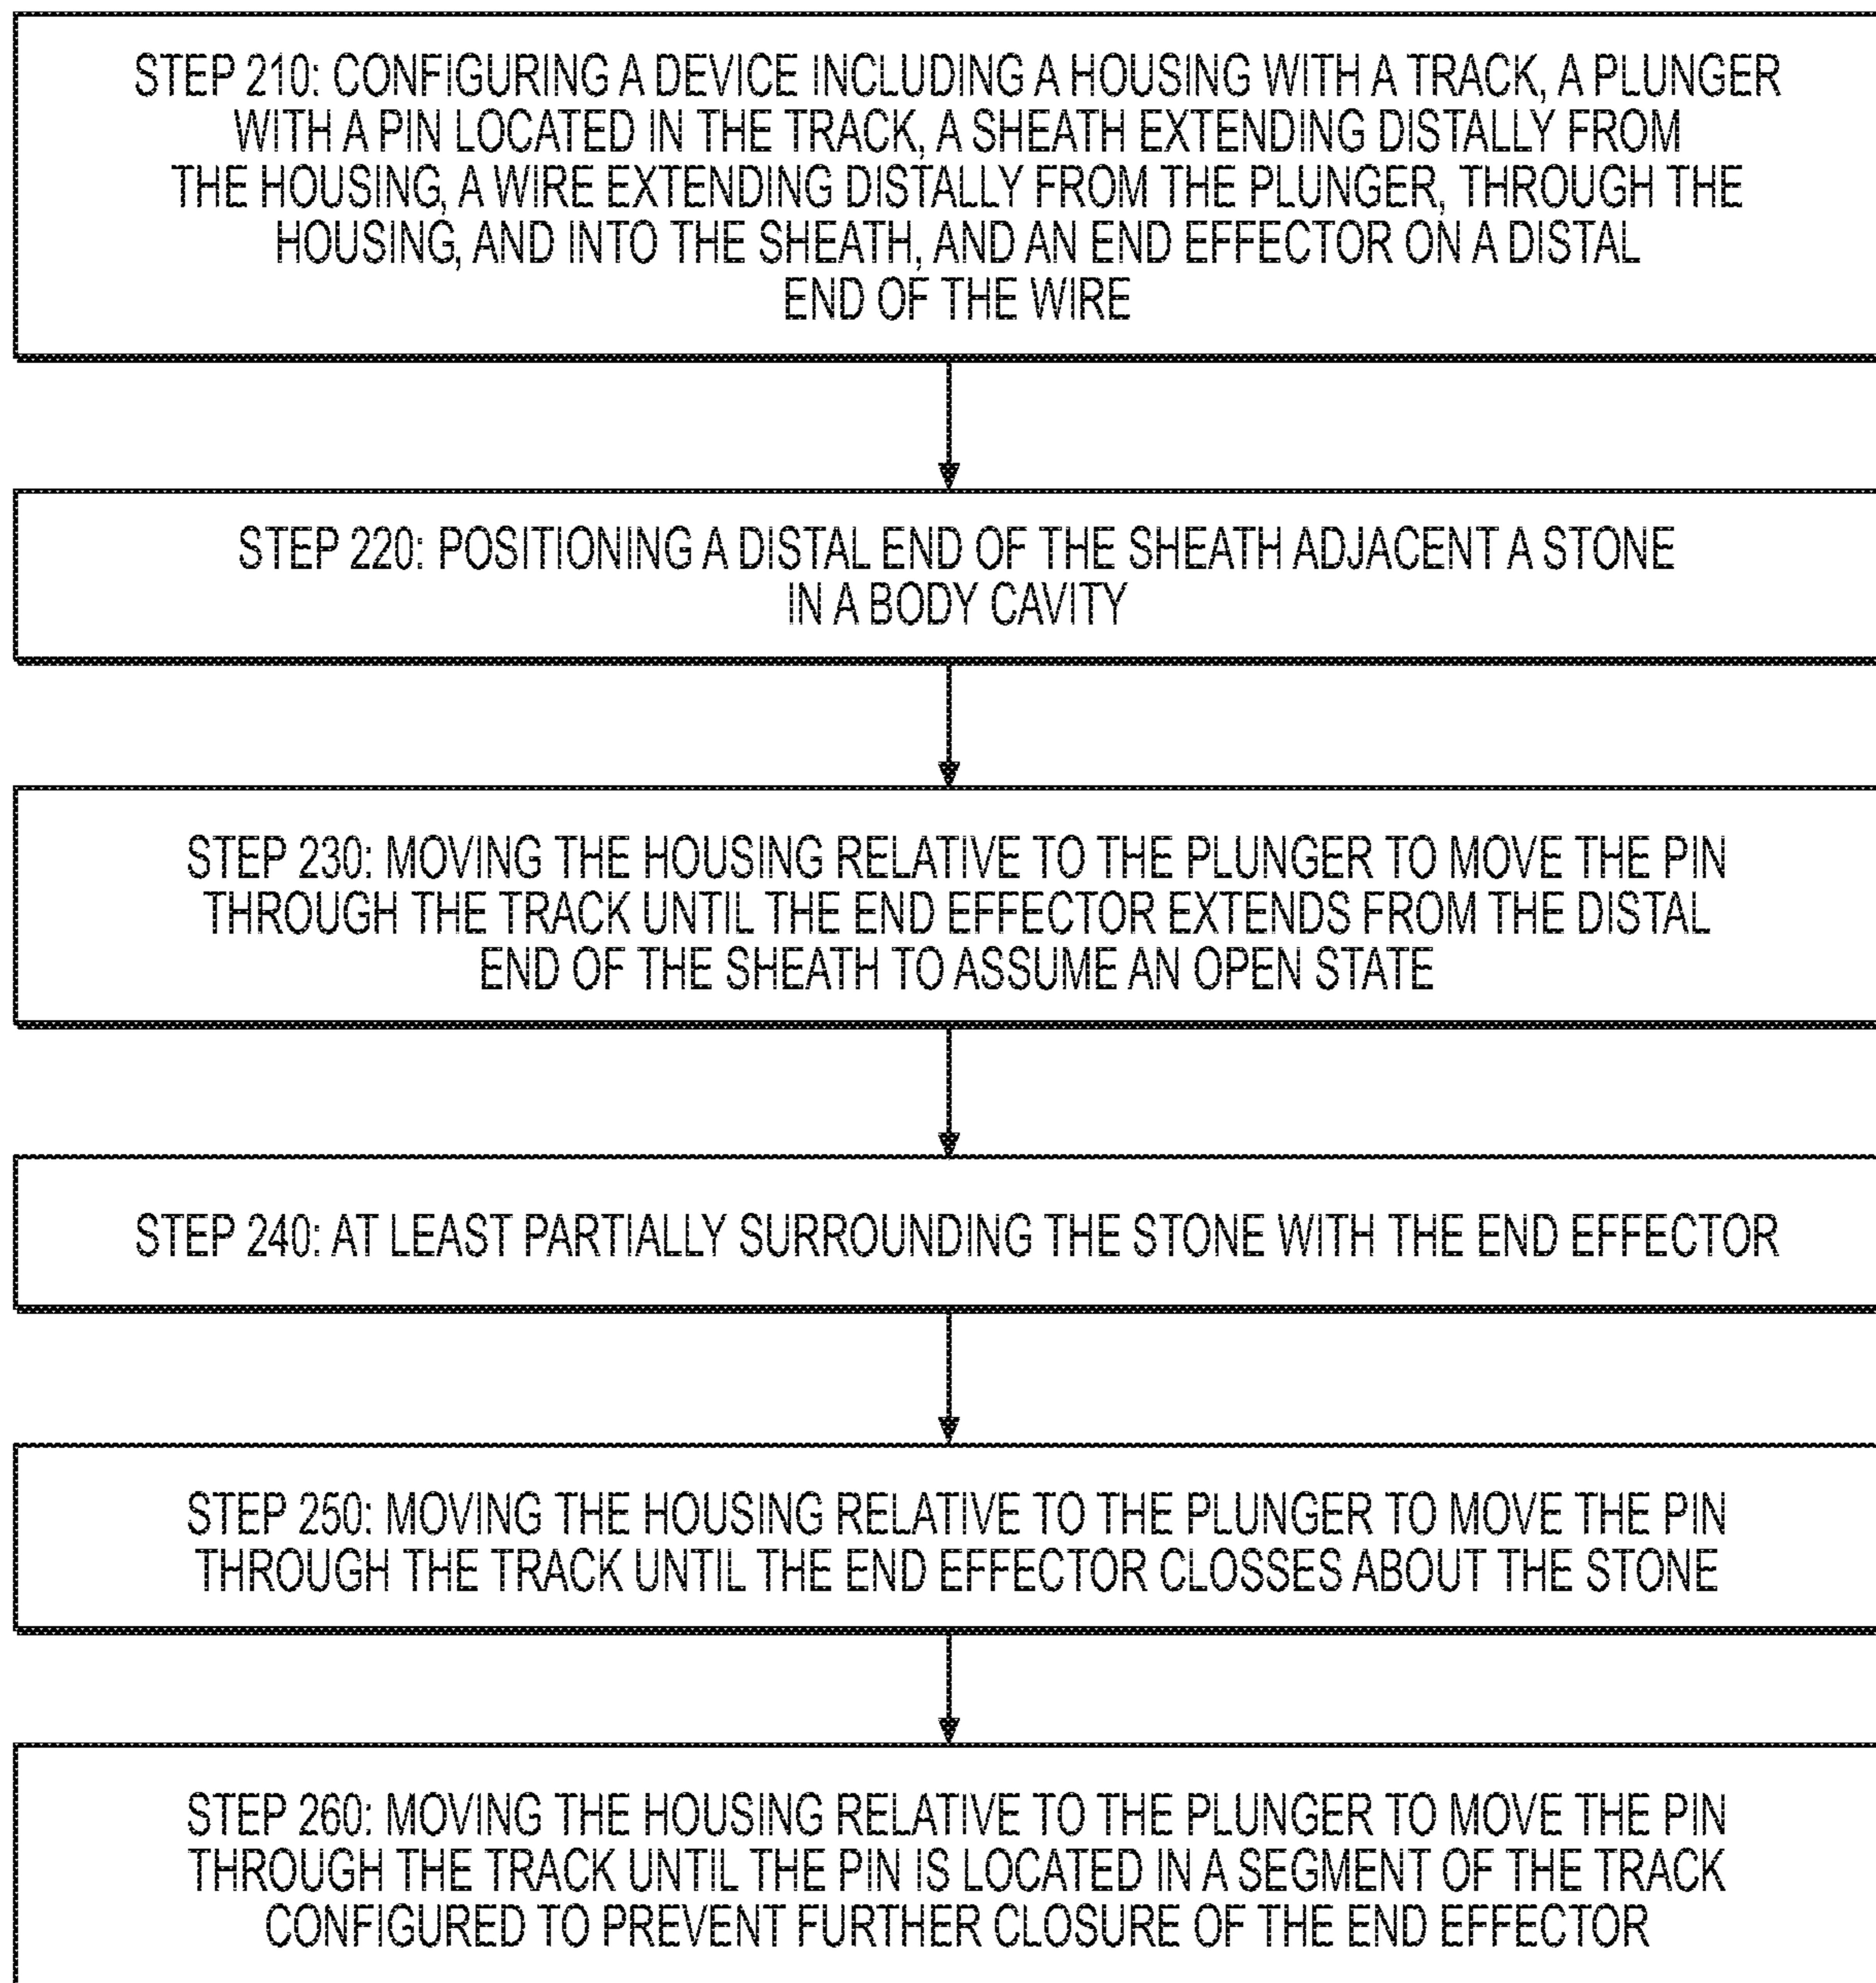 STEP 210: CONFIGURING A DEVICE INCLUDING A HOUSING WITH A TRACK, A PLUNGER
WITH A PIN LOCATED IN THE TRACK, A SHEATH EXTENDING DISTALLY FROM
THE HOUSING, A WIRE EXTENDING DISTALLY FROM THE PLUNGER, THROUGH THE
HOUSING, AND INTO THE SHEATH, AND AN END EFFECTOR ON A DISTAL
END OF THE WIRE
STEP 220: POSITIONING A DISTAL END OF THE SHEATH ADJACENT A STONE
IN A BODY CAVITY
STEP 230: MOVING THE HOUSING RELATIVE TO THE PLUNGER TO MOVE THE PIN
THROUGH THE TRACK UNTIL THE END EFFECTOR EXTENDS FROM THE DISTAL
END OF THE SHEATH TO ASSUME AN OPEN STATE
STEP 240: AT LEAST PARTIALLY SURROUNDING THE STONE WITH THE END EFFECTOR
STEP 250: MOVING THE HOUSING RELATIVE TO THE PLUNGER TO MOVE THE PIN
THROUGH THE TRACK UNTIL THE END EFFECTOR CLOSSES ABOUT THE STONE
STEP 260: MOVING THE HOUSING RELATIVE TO THE PLUNGER TO MOVE THE PIN
THROUGH THE TRACK UNTIL THE PIN IS LOCATED IN A SEGMENT OF THE TRACK
CONFIGURED TO PREVENT FURTHER CLOSURE OF THE END EFFECTOR